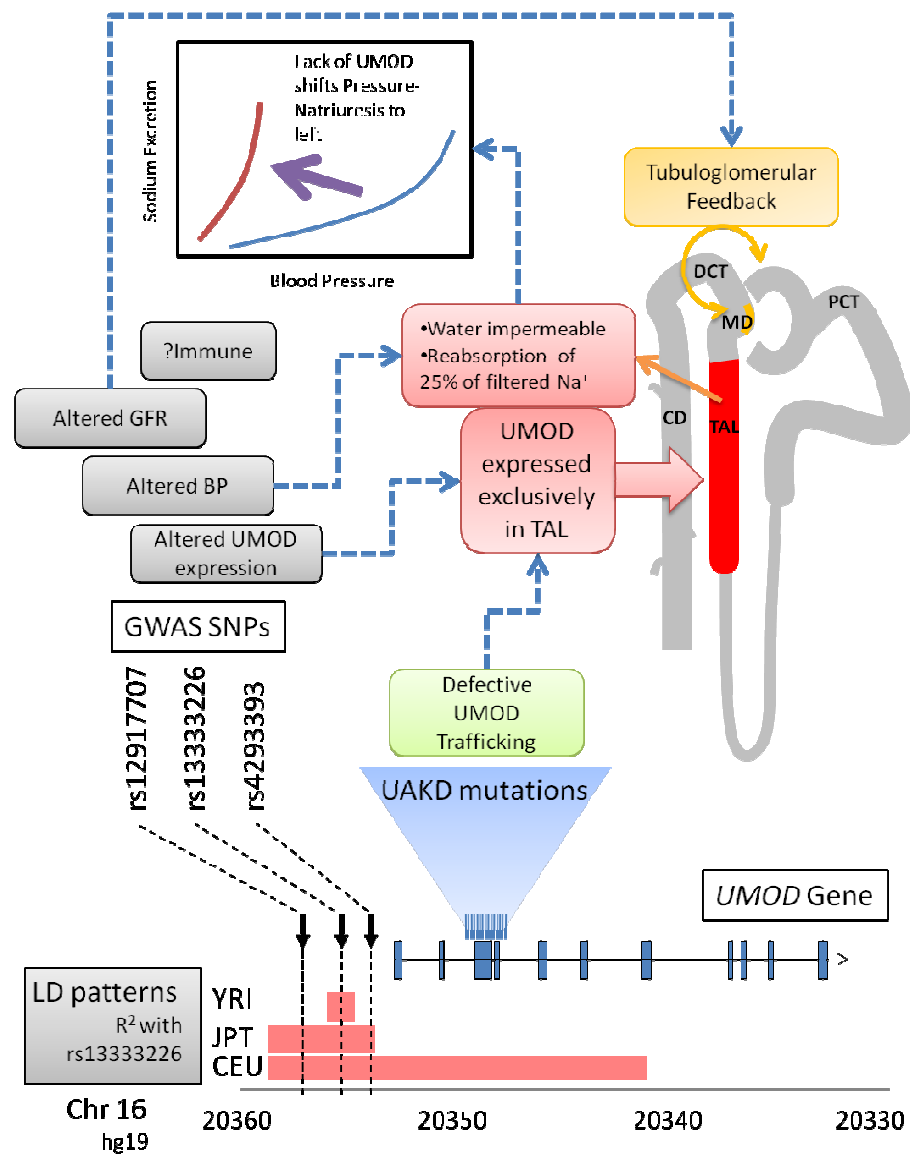 Lack of UMOD
shifts Pressure-
Natriuresis to
left
Sodium Excretion
Blood Pressure
Tubuloglomerular
Feedback
DCT
MD
PCT
CD
TAL
•Water impermeable
•Reabsorption of
25% of filtered Na⁺
?Immune
Altered GFR
Altered BP
Altered UMOD
expression
UMOD
expressed
exclusively
in TAL
GWAS SNPs
rs12917707
rs13333226
rs4293393
Defective
UMOD
Trafficking
UAKD mutations
UMOD Gene
LD patterns
R² with
rs13333226
YRI
JPT
CEU
Chr 16
hg19
20360
20350
20340
20330